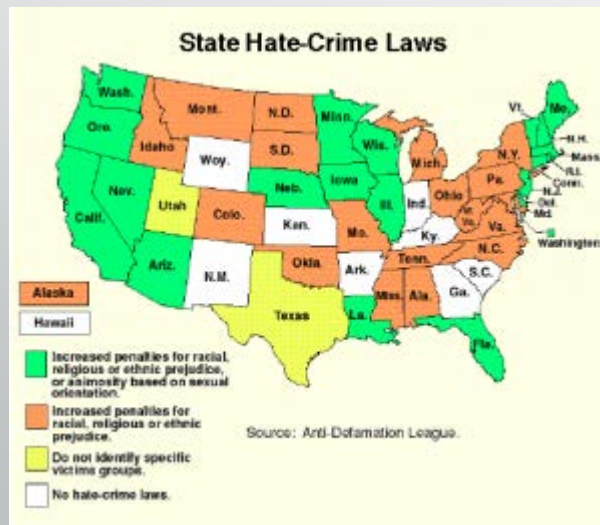 State Hate-Crime Laws
Wash.
Ore.
Calif.
Nev.
Idaho
Mont.
Woy.
Utah
Ariz.
Colo.
N.M.
N.D.
S.D.
Neb.
Kan.
Okla.
Texas
Minn.
Iowa
Mo.
Ark.
La.
Wis.
Ill.
Mich.
Ind.
Ohio
Ky.
Tenn.
Miss.
Ala.
Ga.
Fla.
S.C.
N.C.
Va.
W. Va.
Pa.
N.Y.
Vt.
Me.
N.H.
Mass.
R.I.
Conn.
N.J.
Del.
Md.
Washington
Alaska
Hawaii
Increased penalties for racial,
religious or ethnic prejudice,
or animosity based on sexual
orientation.
Increased penalties for
racial, religious or ethnic
prejudice.
Do not identify specific
victims groups.
No hate-crime laws.
Source: Anti-Defamation League.